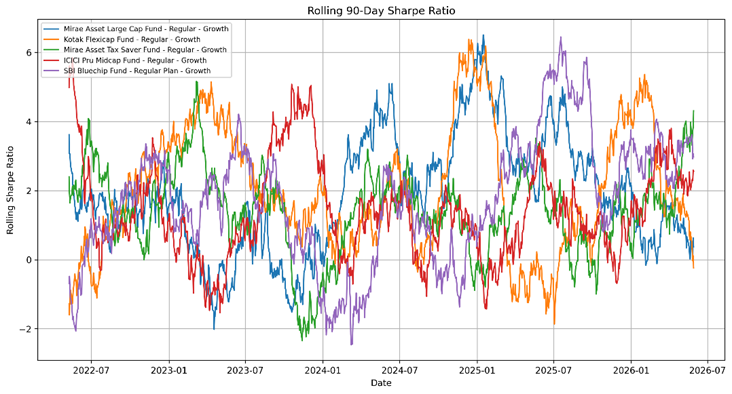 Rolling 90-Day Sharpe Ratio
Mirae Asset Large Cap Fund - Regular - Growth
Kotak Flexicap Fund - Regular - Growth
Mirae Asset Tax Saver Fund - Regular - Growth
ICICI Pru Midcap Fund - Regular - Growth
SBI Bluechip Fund - Regular Plan - Growth
Rolling Sharpe Ratio
6
4
2
0
−2
2022-07
2023-01
2023-07
2024-01
2024-07
2025-01
2025-07
2026-01
2026-07
Date